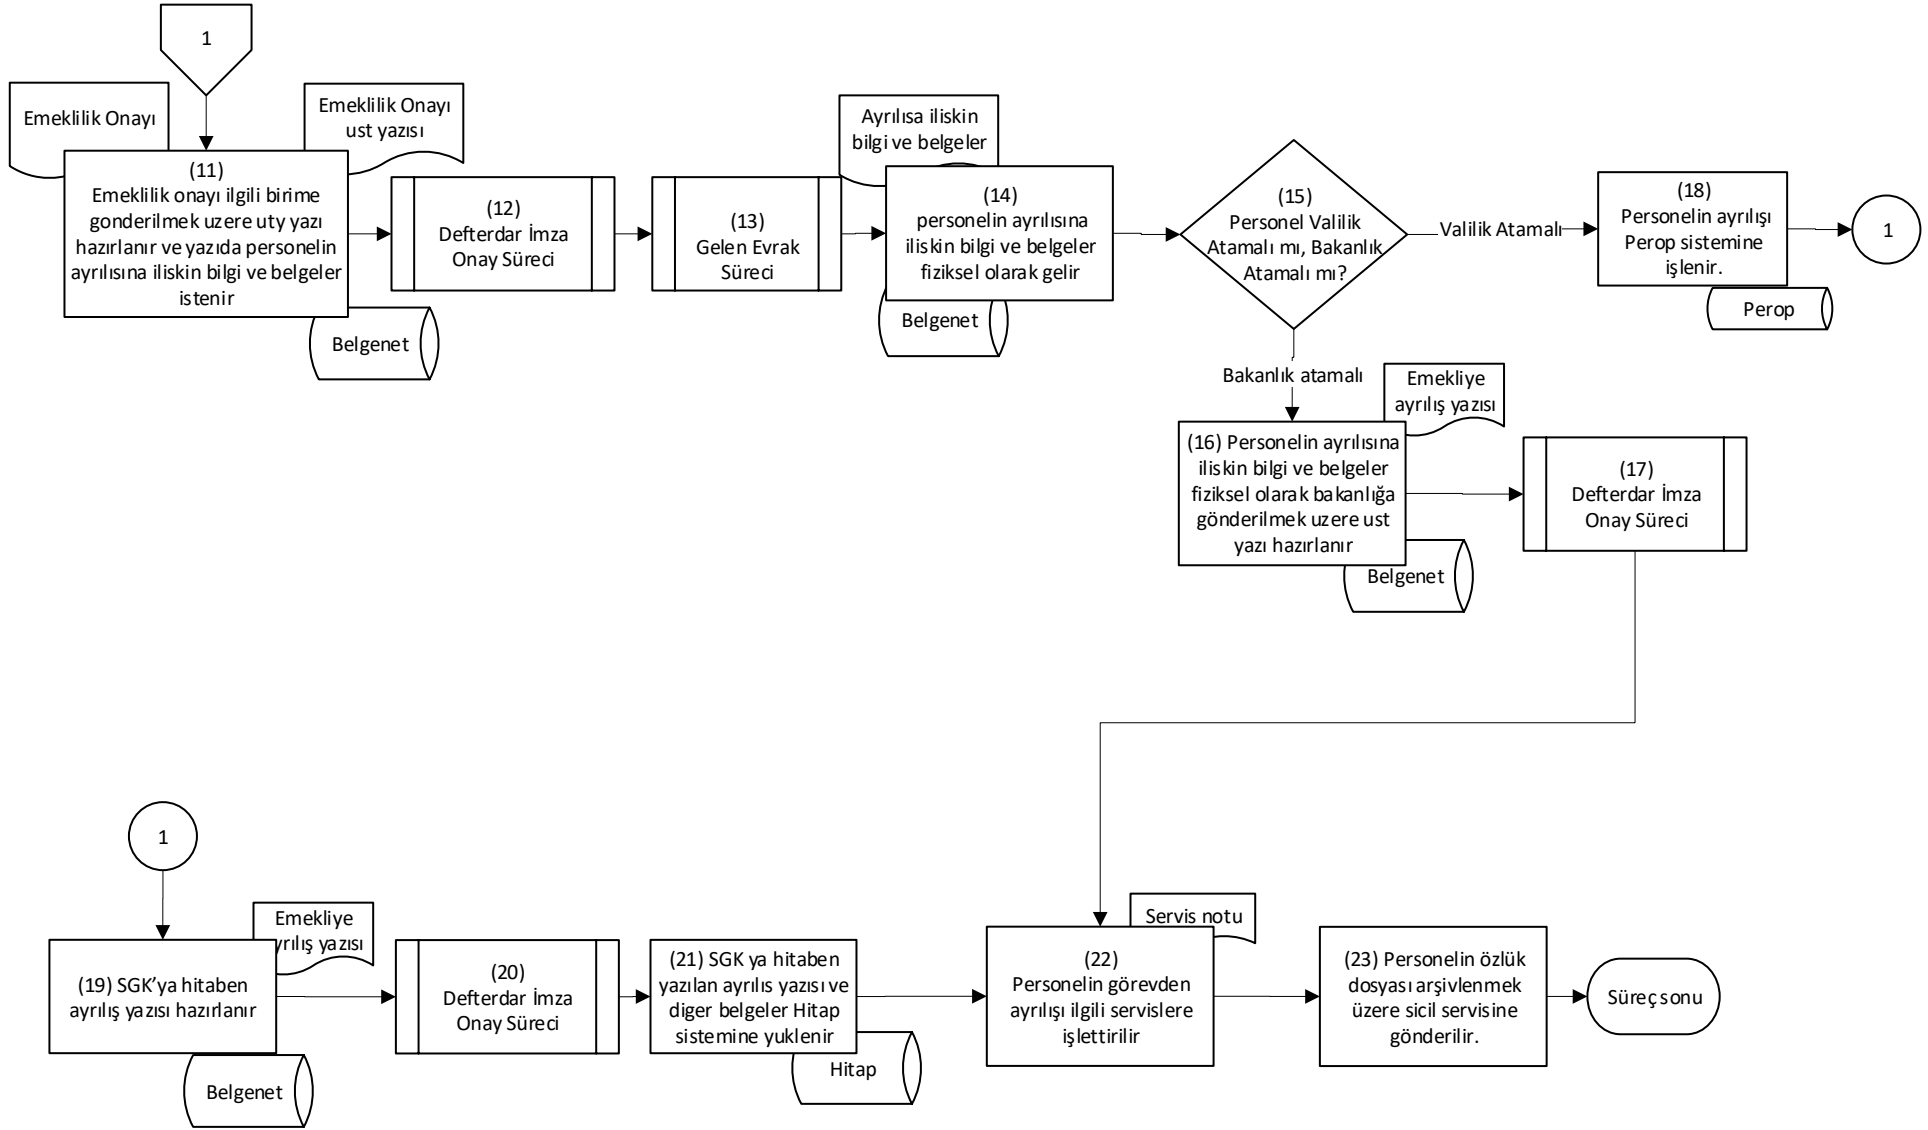 1
Emeklilik Onayı
Emeklilik Onayı
ust yazısı
(11)
Emeklilik onayı ilgili birime
gonderilmek uzere uty yazı
hazırlanır ve yazıda personelin
ayrılısına iliskin bilgi ve belgeler
istenir
Belgenet
(12)
Defterdar İmza
Onay Süreci
(13)
Gelen Evrak
Süreci
Ayrılısa iliskin
bilgi ve belgeler
(14)
personelin ayrılısına
iliskin bilgi ve belgeler
fiziksel olarak gelir
Belgenet
(15)
Personel Valilik
Atamalı mı, Bakanlık
Atamalı mı?
Valilik Atamalı
(18)
Personelin ayrılışı
Perop sistemine
işlenir.
Perop
1
Bakanlık atamalı
Emekliye
ayrılış yazısı
(16) Personelin ayrılısına
iliskin bilgi ve belgeler
fiziksel olarak bakanlığa
gönderilmek uzere ust
yazı hazırlanır
Belgenet
(17)
Defterdar İmza
Onay Süreci
1
Emekliye
yrılış yazısı
(19) SGK’ya hitaben
ayrılış yazısı hazırlanır
Belgenet
(20)
Defterdar İmza
Onay Süreci
(21) SGK ya hitaben
yazılan ayrılıs yazısı ve
diger belgeler Hitap
sistemine yuklenir
Hitap
Servis notu
(22)
Personelin görevden
ayrılışı ilgili servislere
işlettirilir
(23) Personelin özlük
dosyası arşivlenmek
üzere sicil servisine
gönderilir.
Süreç sonu